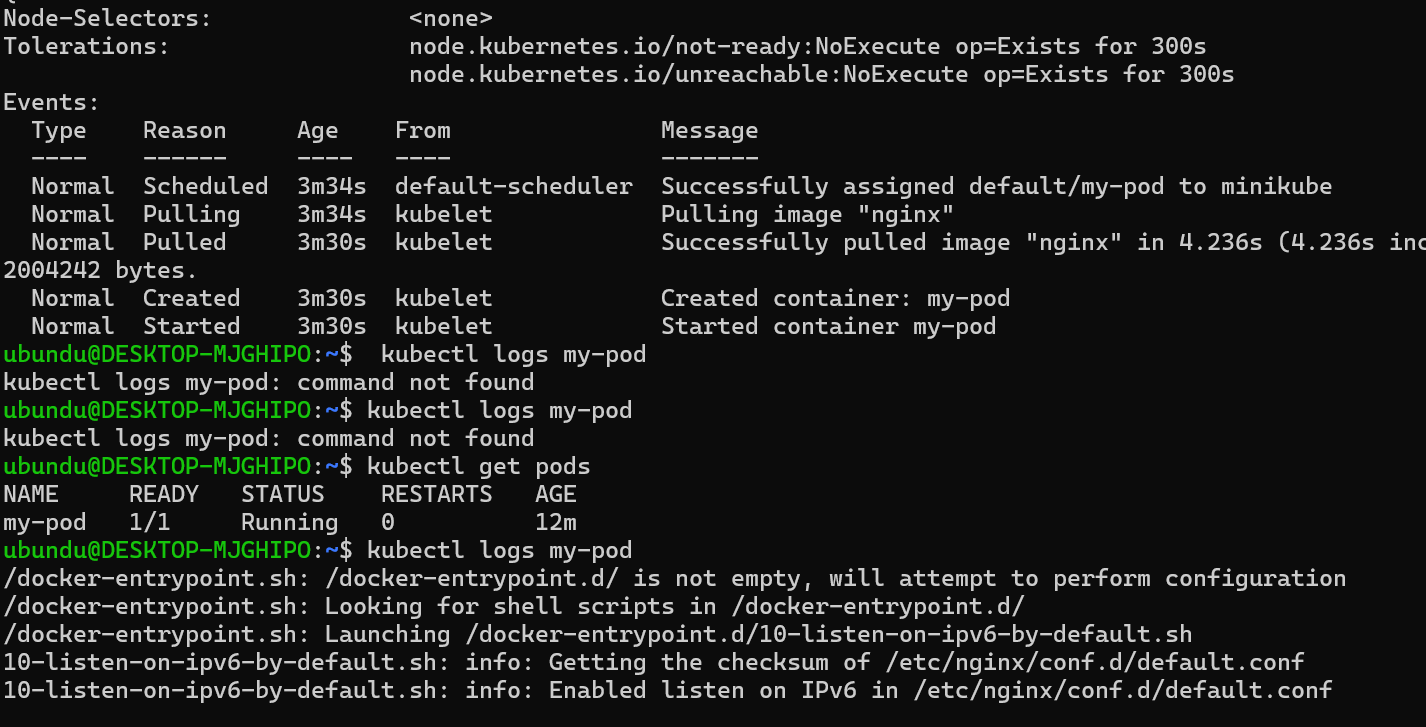 Node-Selectors:              <none>
Tolerations:                 node.kubernetes.io/not-ready:NoExecute op=Exists for 300s
                             node.kubernetes.io/unreachable:NoExecute op=Exists for 300s
Events:
  Type    Reason     Age    From               Message
  ----    ------     ----   ----               -------
  Normal  Scheduled  3m34s  default-scheduler  Successfully assigned default/my-pod to minikube
  Normal  Pulling    3m34s  kubelet            Pulling image "nginx"
  Normal  Pulled     3m30s  kubelet            Successfully pulled image "nginx" in 4.236s (4.236s inc
2004242 bytes.
  Normal  Created    3m30s  kubelet            Created container: my-pod
  Normal  Started    3m30s  kubelet            Started container my-pod
ubundu@DESKTOP-MJGHIPO:~$  kubectl logs my-pod
kubectl logs my-pod: command not found
ubundu@DESKTOP-MJGHIPO:~$ kubectl logs my-pod
kubectl logs my-pod: command not found
ubundu@DESKTOP-MJGHIPO:~$ kubectl get pods
NAME     READY   STATUS    RESTARTS   AGE
my-pod   1/1     Running   0          12m
ubundu@DESKTOP-MJGHIPO:~$ kubectl logs my-pod
/docker-entrypoint.sh: /docker-entrypoint.d/ is not empty, will attempt to perform configuration
/docker-entrypoint.sh: Looking for shell scripts in /docker-entrypoint.d/
/docker-entrypoint.sh: Launching /docker-entrypoint.d/10-listen-on-ipv6-by-default.sh
10-listen-on-ipv6-by-default.sh: info: Getting the checksum of /etc/nginx/conf.d/default.conf
10-listen-on-ipv6-by-default.sh: info: Enabled listen on IPv6 in /etc/nginx/conf.d/default.conf